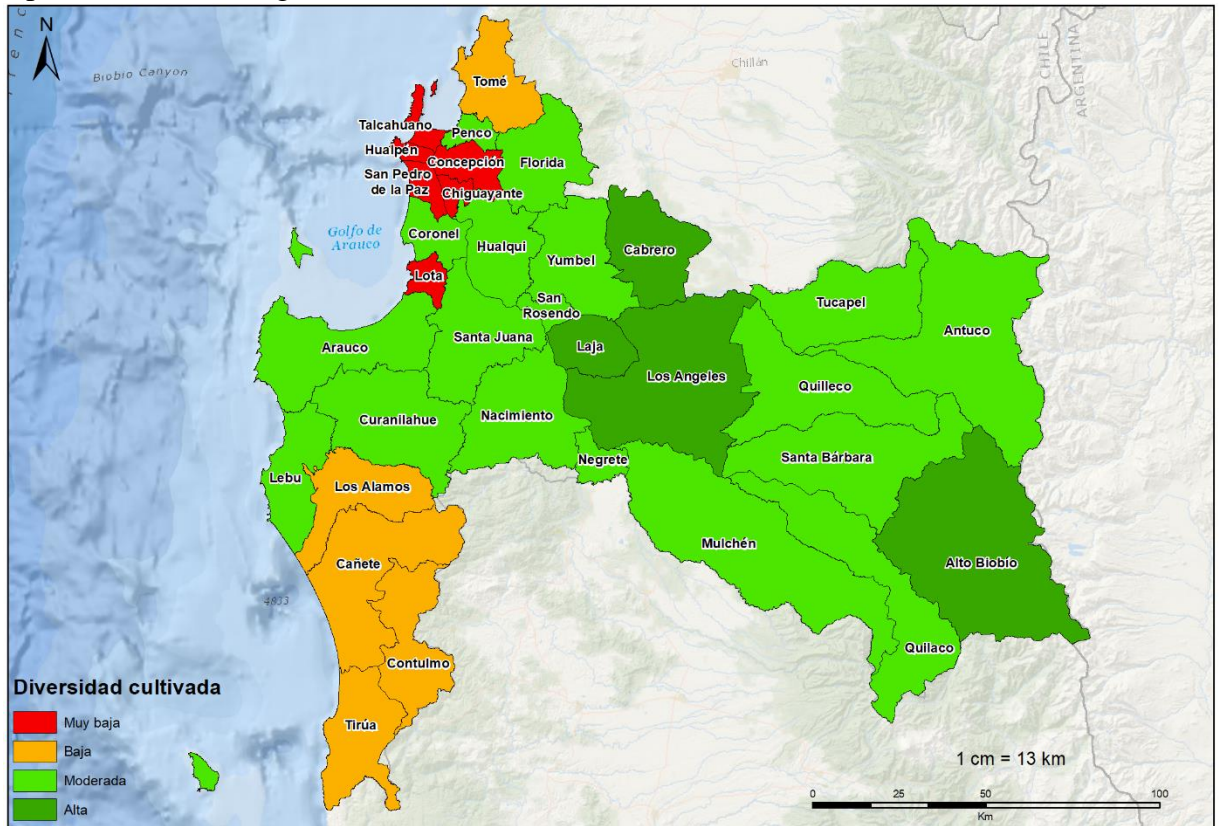 N
Biobio Canyon
Chillán
CHILE
ARGENTINA
Tomé
Talcahuano
Penco
Hualpén
Concepción
Florida
San Pedro
de la Paz
Chiguayante
Golfo de
Arauco
Coronel
Hualqui
Yumbel
Cabrero
Lota
San
Rosendo
Tucapel
Antuco
Arauco
Santa Juana
Laja
Los Angeles
Quilleco
Curanilahue
Nacimiento
Negrete
Santa Bárbara
Lebu
Los Alamos
Mulchén
Cañete
Alto Biobío
4833
Contulmo
Quilaco
Tirúa
Diversidad cultivada
Muy baja
Baja
Moderada
Alta
1 cm = 13 km
0 25 50 100
Km